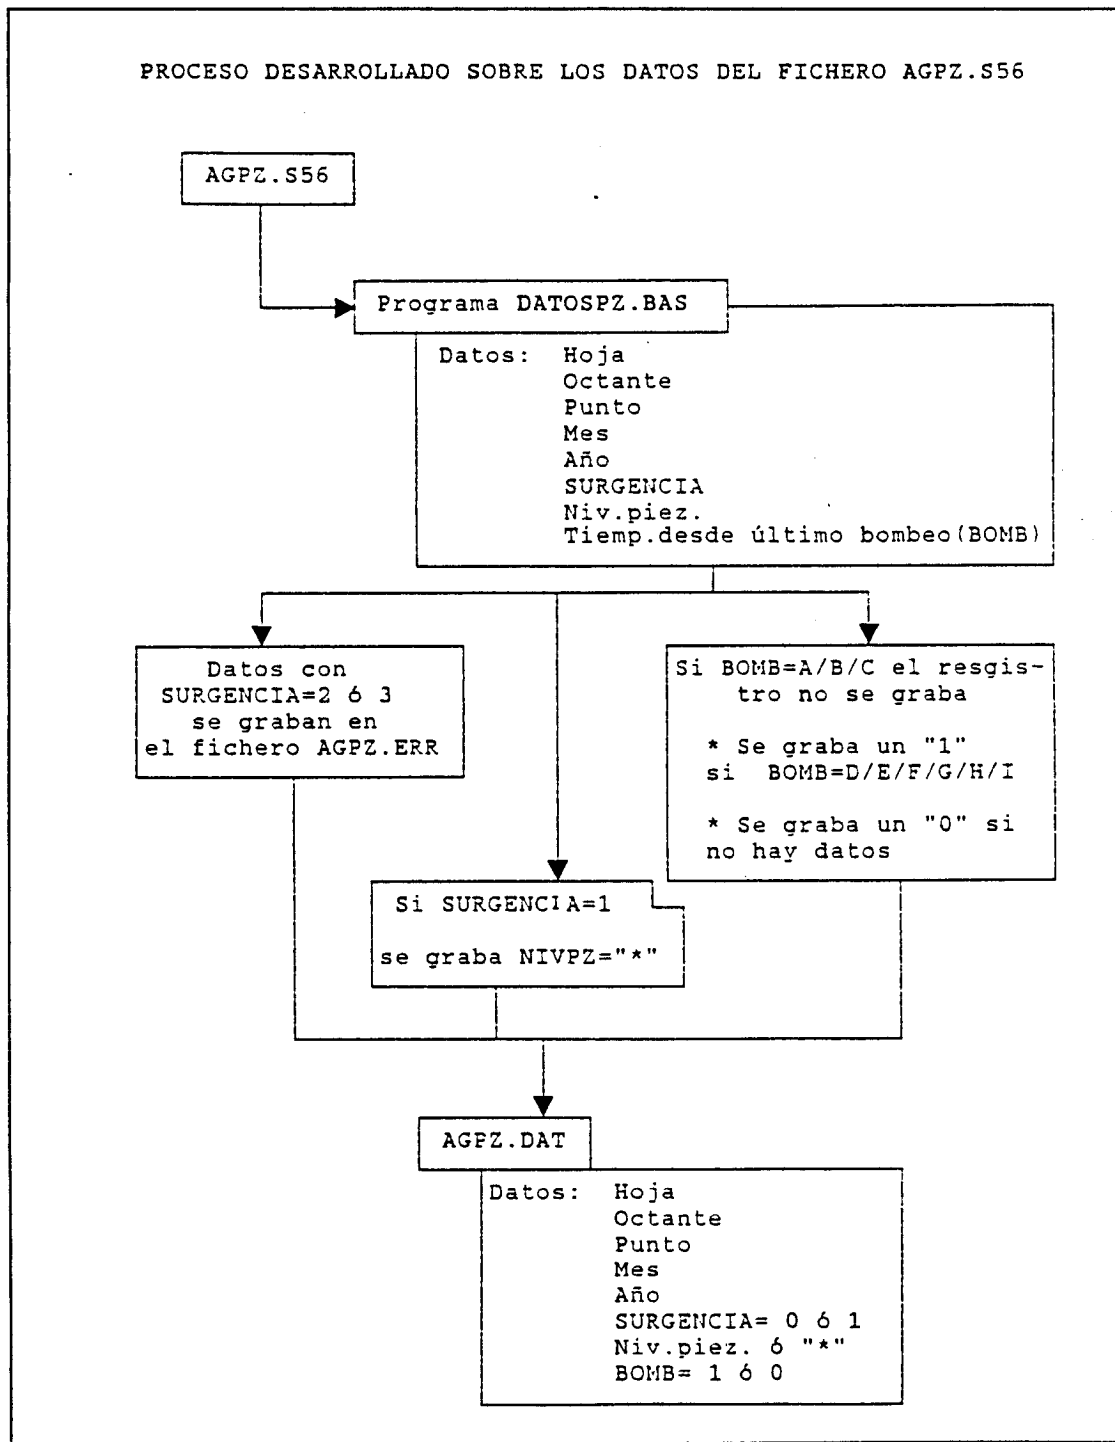 PROCESO DESARROLLADO SOBRE LOS DATOS DEL FICHERO AGPZ.S56
AGPZ.S56
Programa DATOSPZ.BAS
Datos: Hoja
Octante
Punto
Mes
Año
SURGENCIA
Niv.piez.
Tiemp.desde último bombeo(BOMB)
Datos con
SURGENCIA=2 ó 3
se graban en
el fichero AGPZ.ERR
Si BOMB=A/B/C el resgis-
tro no se graba
* Se graba un "1"
si BOMB=D/E/F/G/H/I
* Se graba un "0" si
no hay datos
Si SURGENCIA=1
se graba NIVPZ="*"
AGPZ.DAT
Datos: Hoja
Octante
Punto
Mes
Año
SURGENCIA= 0 ó 1
Niv.piez. ó "*"
BOMB= 1 ó 0